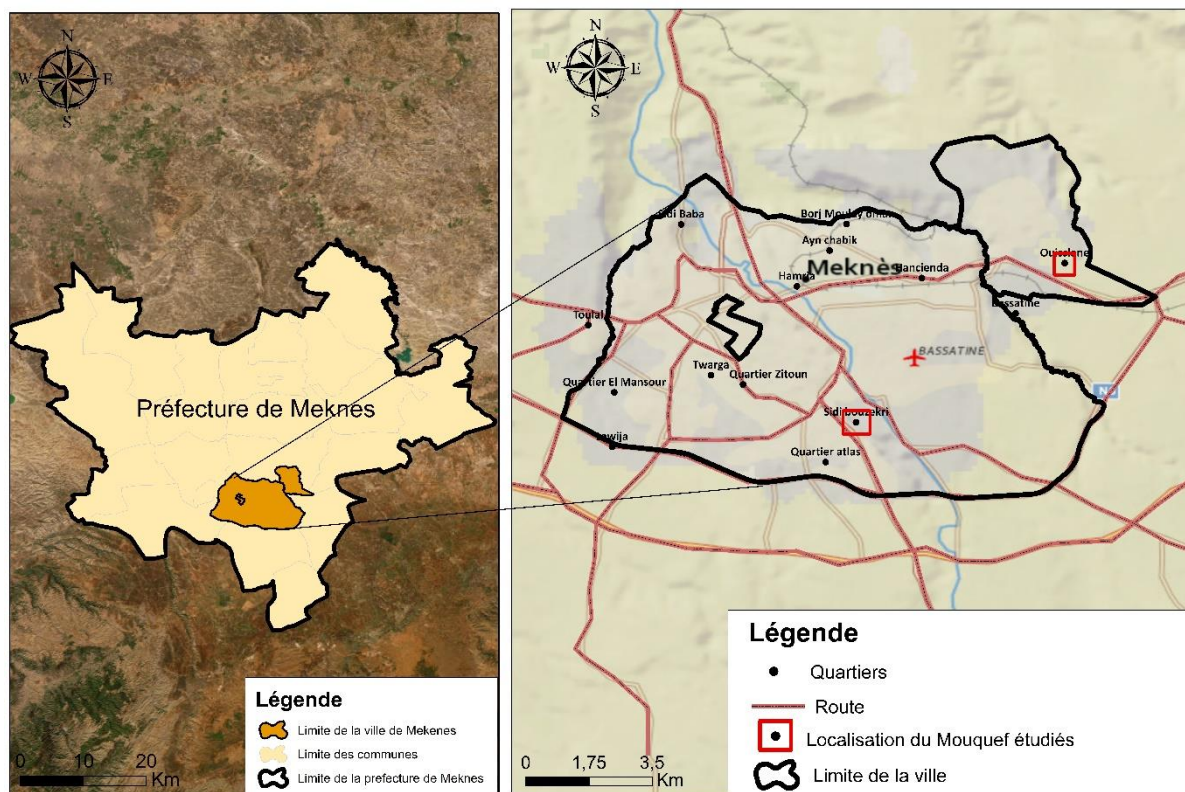 N
W E
S
Préfecture de Meknes
Légende
Limite de la ville de Mekenes
Limite des communes
Limite de la prefecture de Meknes
0 10 20
Km
N
W E
S
Sidi Baba
Borj Moulay
Ayn chabik
Meknès
Hamria
Hancienda
Ouisslane
Bassatine
Toulal
BASSATINE
Twarga
Quartier Zitoun
Quartier El Mansour
Sidi bouzekri
Quartier atlas
Légende
Quartiers
Route
Localisation du Mouquef étudiés
Limite de la ville
0 1,75 3,5
Km